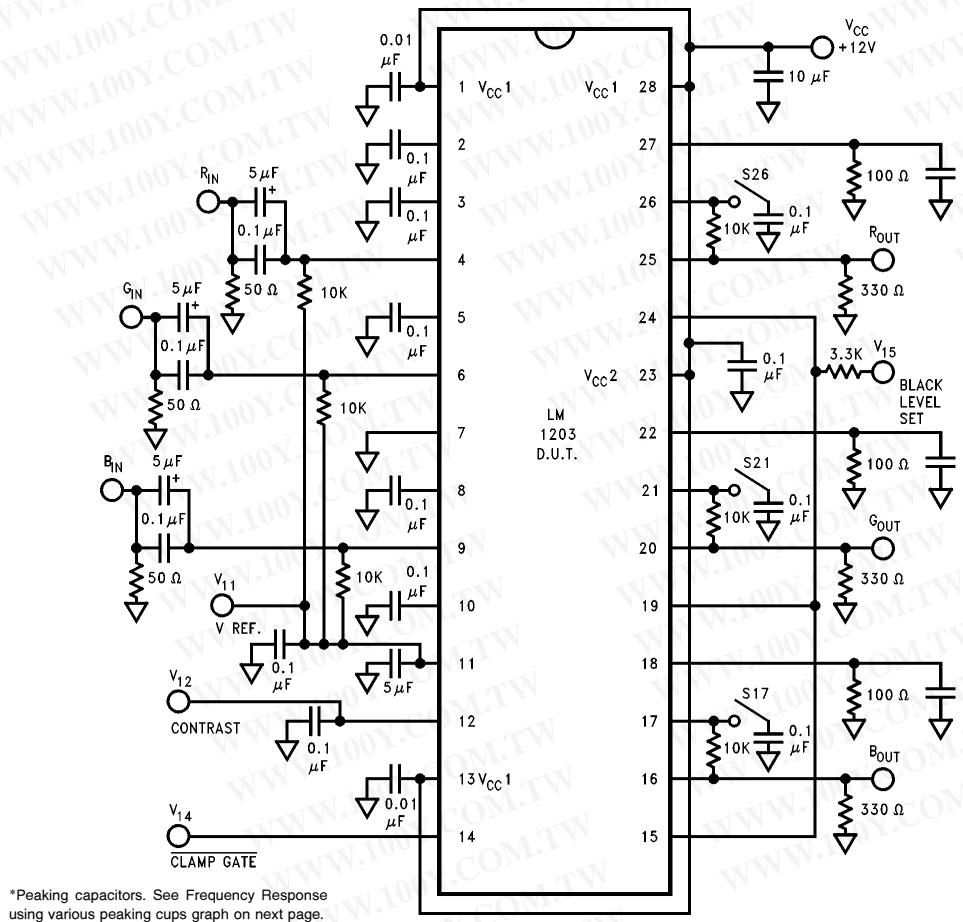 V_CC
+12V
0.01
μF
10 μF
1 V_CC1
V_CC1 28
2
27
0.1
μF
5 μF
+
R_IN
100 Ω
S26
3
26
0.1
μF
0.1 μF
10K
0.1
μF
R_OUT
4
25
50 Ω
10K
330 Ω
G_IN
5 μF
+
5
24
0.1
μF
0.1 μF
3.3K
V_15
0.1
μF
6
V_CC2 23
BLACK
LEVEL
SET
50 Ω
10K
LM
1203
D.U.T.
7
22
B_IN
5 μF
+
100 Ω
S21
8
21
0.1
μF
0.1 μF
10K
0.1
μF
G_OUT
9
20
50 Ω
10K
330 Ω
V_11
V REF.
0.1
μF
10
19
0.1
μF
11
18
5 μF
V_12
CONTRAST
100 Ω
S17
12
17
0.1
μF
10K
0.1
μF
B_OUT
13 V_CC1
16
0.01
μF
330 Ω
V_14
14
15
CLAMP GATE
*Peaking capacitors. See Frequency Response
using various peaking cups graph on next page.
WWW.100Y.COM.TW